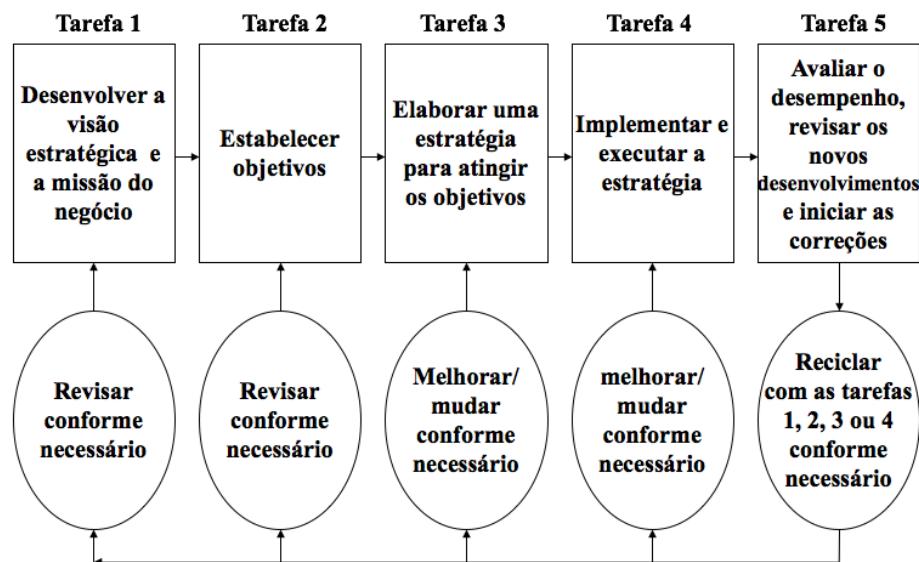 Tarefa 1
Tarefa 2
Tarefa 3
Tarefa 4
Tarefa 5
Desenvolver a
visão
estratégica e
a missão do
negócio
Estabelecer
objetivos
Elaborar uma
estratégia
para atingir
os objetivos
Implementar e
executar a
estratégia
Avaliar o
desempenho,
revisar os
novos
desenvolvimentos
e iniciar as
correções
Revisar
conforme
necessário
Revisar
conforme
necessário
Melhorar/
mudar
conforme
necessário
melhorar/
mudar
conforme
necessário
Reciclar
com as tarefas
1, 2, 3 ou 4
conforme
necessário